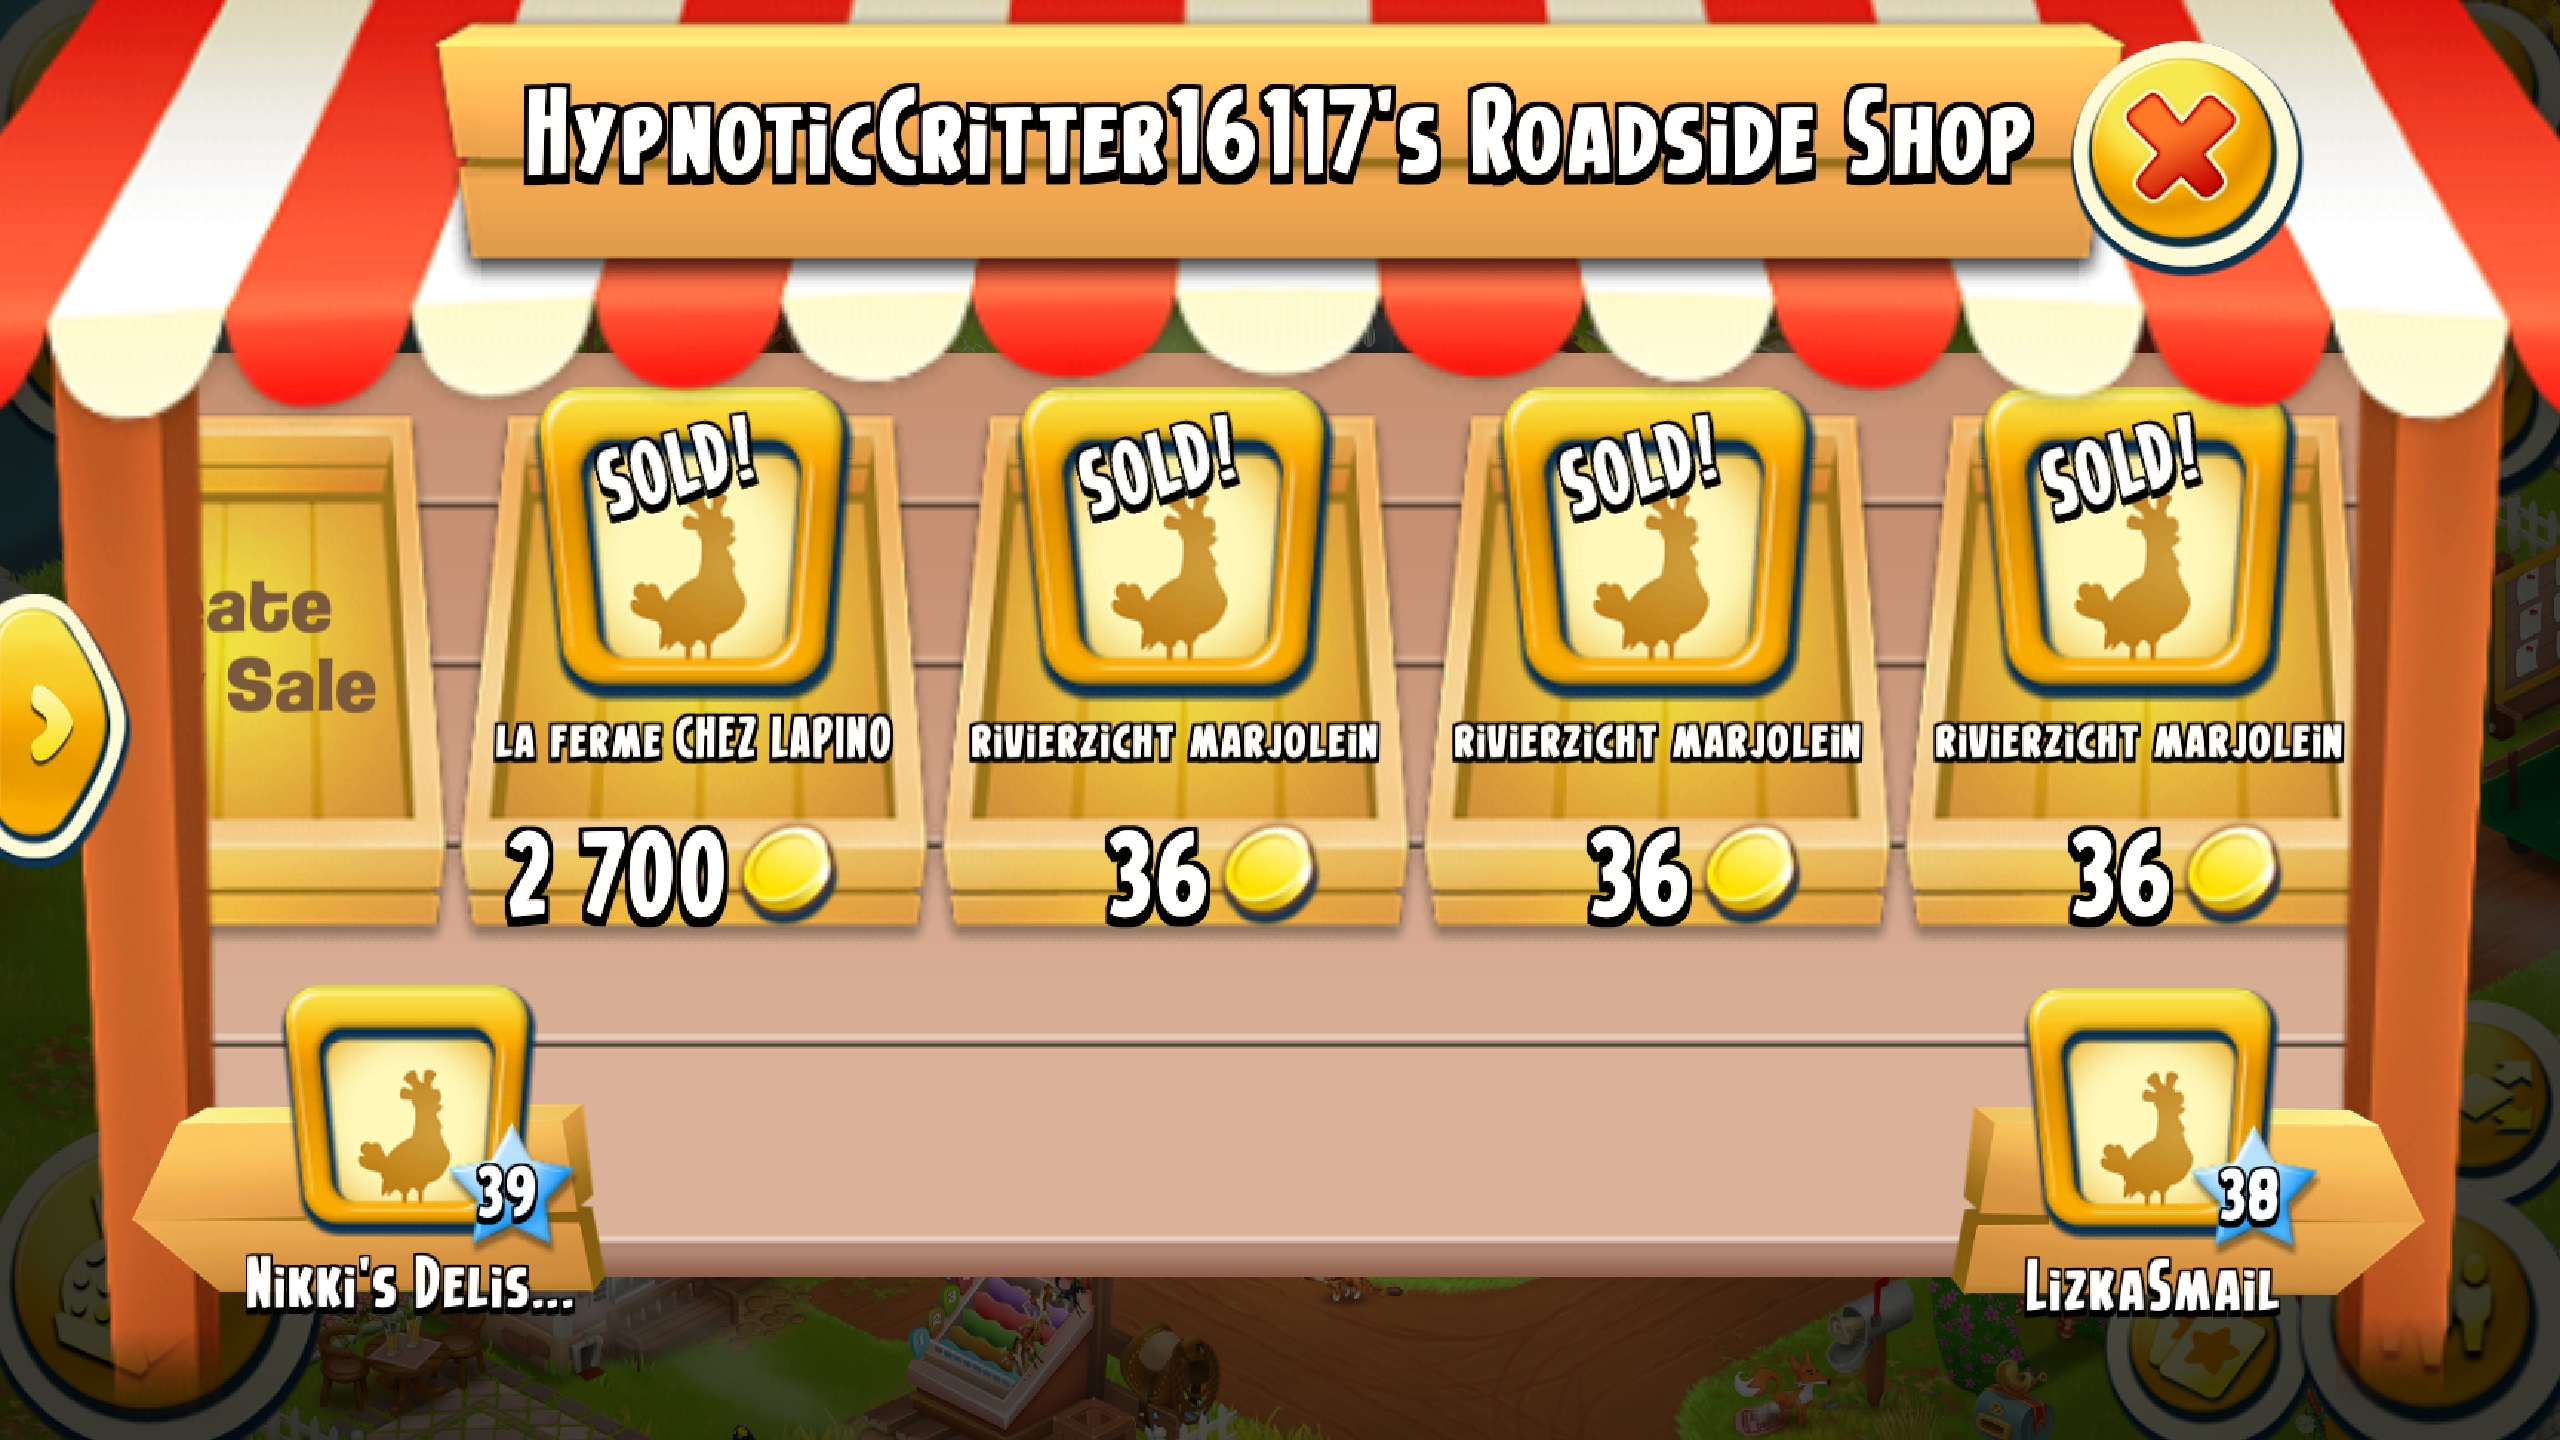 HypnoticCritter16117's Roadside Shop
SOLD!
SOLD!
SOLD!
SOLD!
ate
Sale
LA FERME CHEZ LAPINO
RIVIERZICHT MARJOLEIN
RIVIERZICHT MARJOLEIN
RIVIERZICHT MARJOLEIN
2 700
36
36
36
39
38
Nikki's Delis...
LizkaSmail